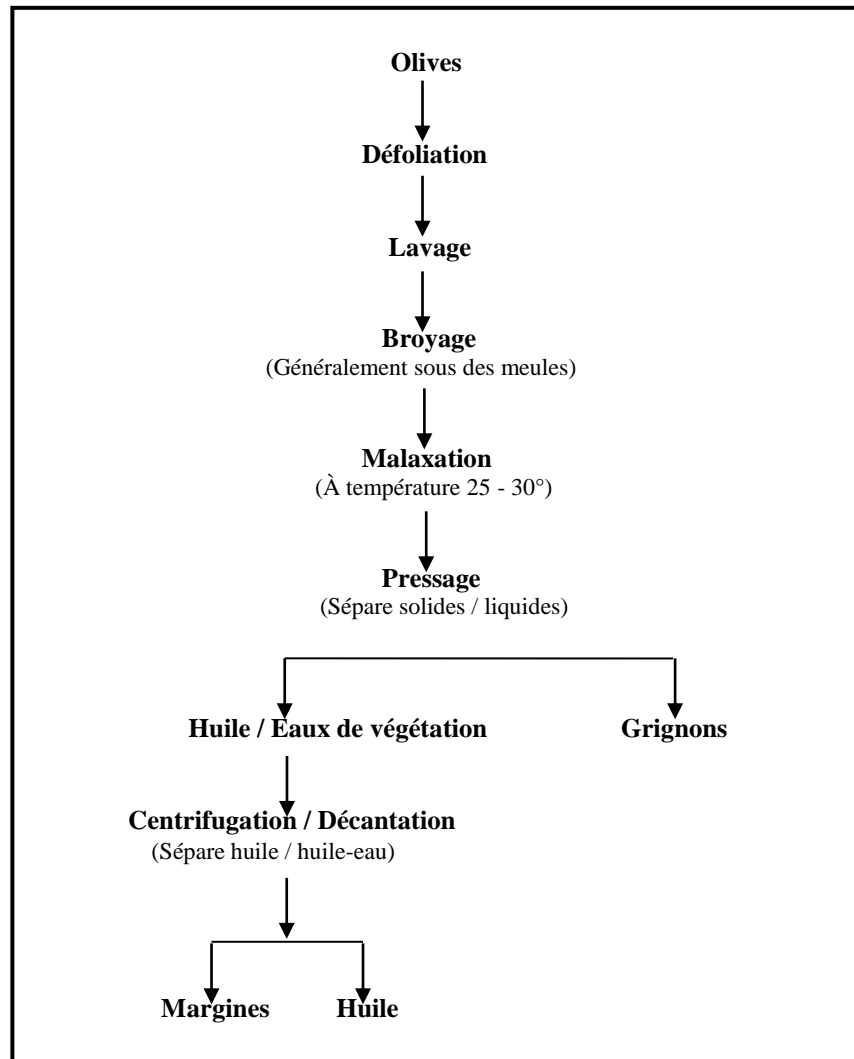 Olives
Défoliation
Lavage
Broyage
(Généralement sous des meules)
Malaxation
(À température 25 - 30°)
Pressage
(Sépare solides / liquides)
Huile / Eaux de végétation
Grignons
Centrifugation / Décantation
(Sépare huile / huile-eau)
Margines
Huile